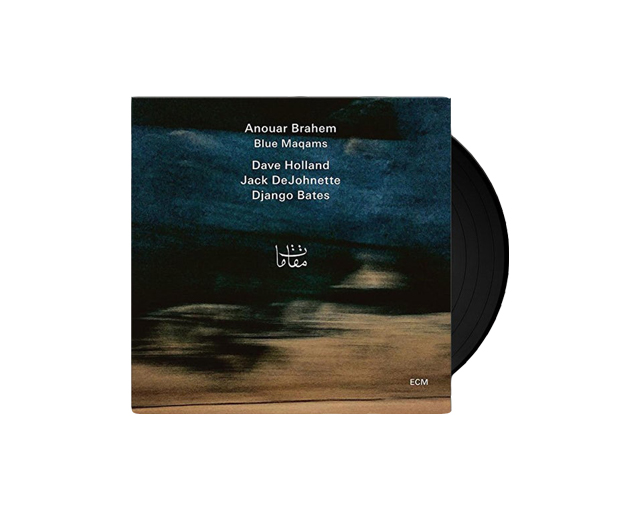 Anouar Brahem
Blue Maqams
Dave Holland
Jack DeJohnette
Django Bates
مقامات
ECM